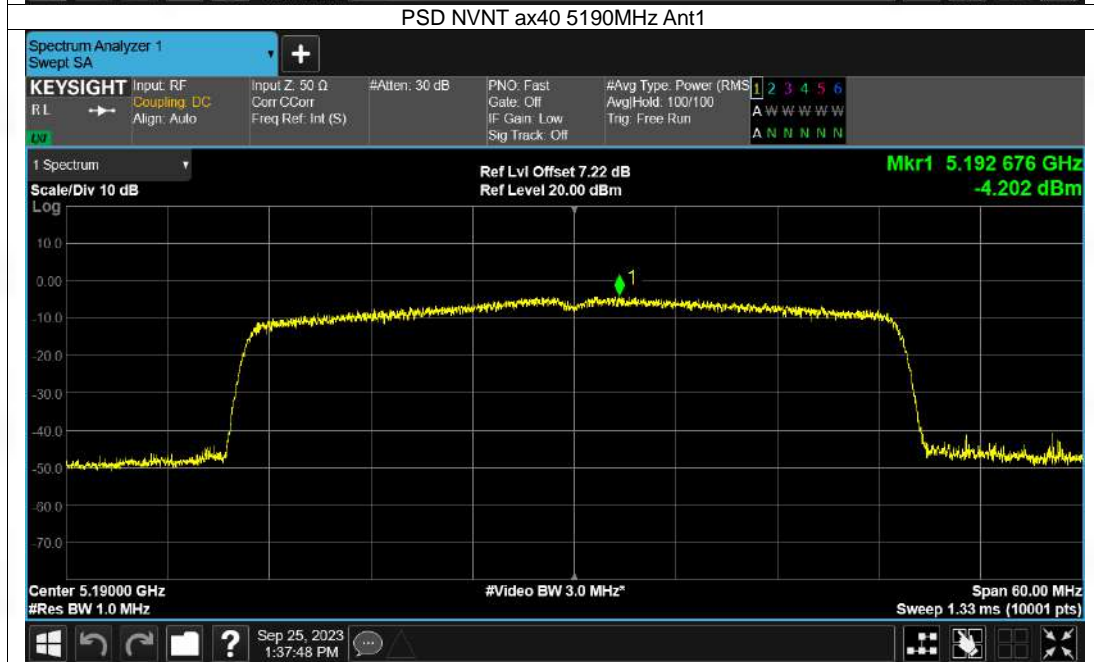 PSD NVNT ax40 5190MHz Ant1
Spectrum Analyzer 1
Swept SA
+
KEYSIGHT
RL
LXI
Input: RF
Coupling: DC
Align: Auto
Input Z: 50 Ω
Corr CCorr
Freq Ref: Int (S)
#Atten: 30 dB
PNO: Fast
Gate: Off
IF Gain: Low
Sig Track: Off
#Avg Type: Power (RMS
Avg|Hold: 100/100
Trig: Free Run
1 2 3 4 5 6
A W W W W W
A N N N N N
1 Spectrum
Scale/Div 10 dB
Log
Ref Lvl Offset 7.22 dB
Ref Level 20.00 dBm
Mkr1 5.192 676 GHz
-4.202 dBm
1
10.0
0.00
-10.0
-20.0
-30.0
-40.0
-50.0
-60.0
-70.0
Center 5.19000 GHz
#Res BW 1.0 MHz
#Video BW 3.0 MHz*
Span 60.00 MHz
Sweep 1.33 ms (10001 pts)
?
Sep 25, 2023
1:37:48 PM